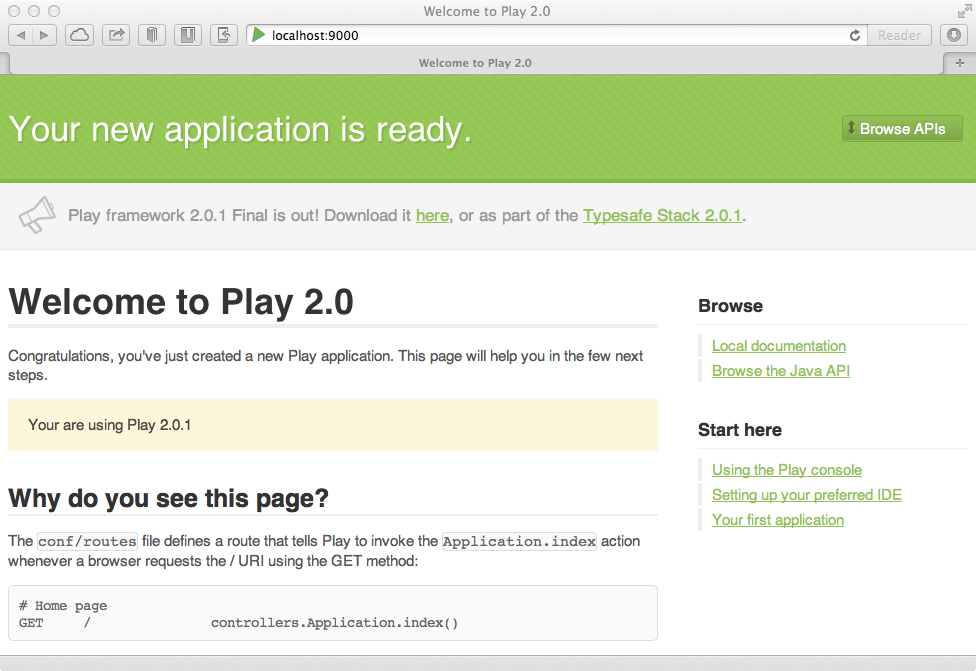 Welcome to Play 2.0
localhost:9000
Reader
Welcome to Play 2.0
Your new application is ready.
Browse APIs
Play framework 2.0.1 Final is out! Download it here, or as part of the Typesafe Stack 2.0.1.
Welcome to Play 2.0
Congratulations, you've just created a new Play application. This page will help you in the few next
steps.
Your are using Play 2.0.1
Why do you see this page?
The conf/routes file defines a route that tells Play to invoke the Application.index action
whenever a browser requests the / URI using the GET method:
# Home page
GET / controllers.Application.index()
Browse
Local documentation
Browse the Java API
Start here
Using the Play console
Setting up your preferred IDE
Your first application